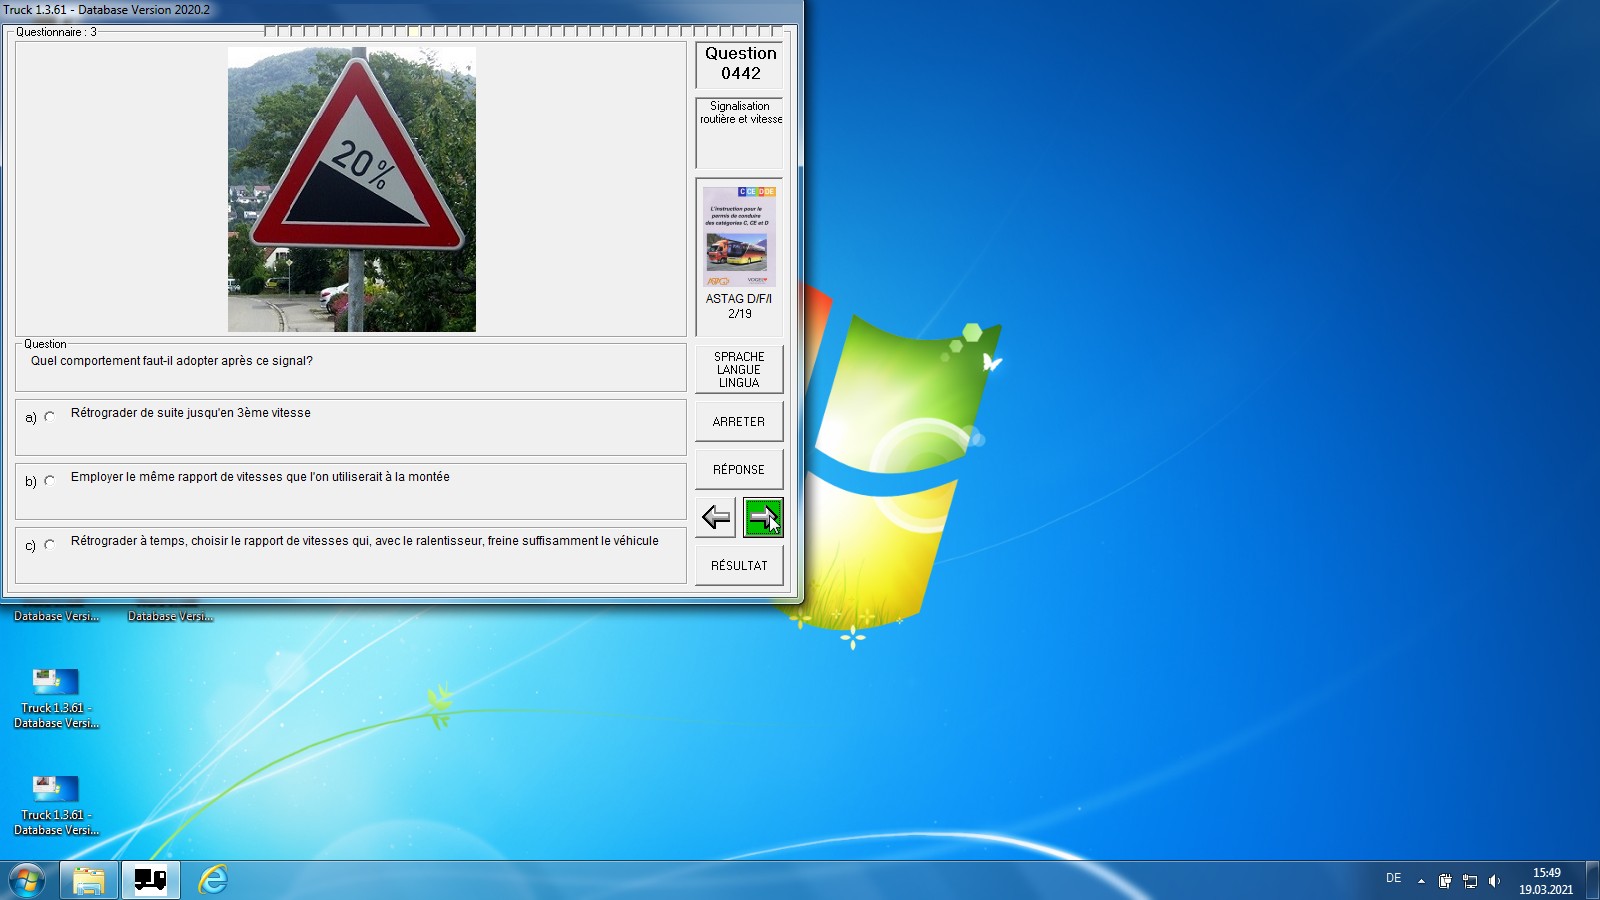 Truck 1.3.61 - Database Version 2020.2
Questionnaire : 3
20%
Question
0442
Signalisation
routière et vitesse
C CE D DE
L'instruction pour le
permis de conduire
des catégories C, CE et D
ASTAG D/F/I
2/19
Question
Quel comportement faut-il adopter après ce signal?
a) Rétrograder de suite jusqu'en 3ème vitesse
b) Employer le même rapport de vitesses que l'on utiliserait à la montée
c) Rétrograder à temps, choisir le rapport de vitesses qui, avec le ralentisseur, freine suffisamment le véhicule
SPRACHE
LANGUE
LINGUA
ARRETER
RÉPONSE
RÉSULTAT
Database Versi...
Database Versi...
Truck 1.3.61 -
Database Versi...
Truck 1.3.61 -
Database Versi...
DE
15:49
19.03.2021